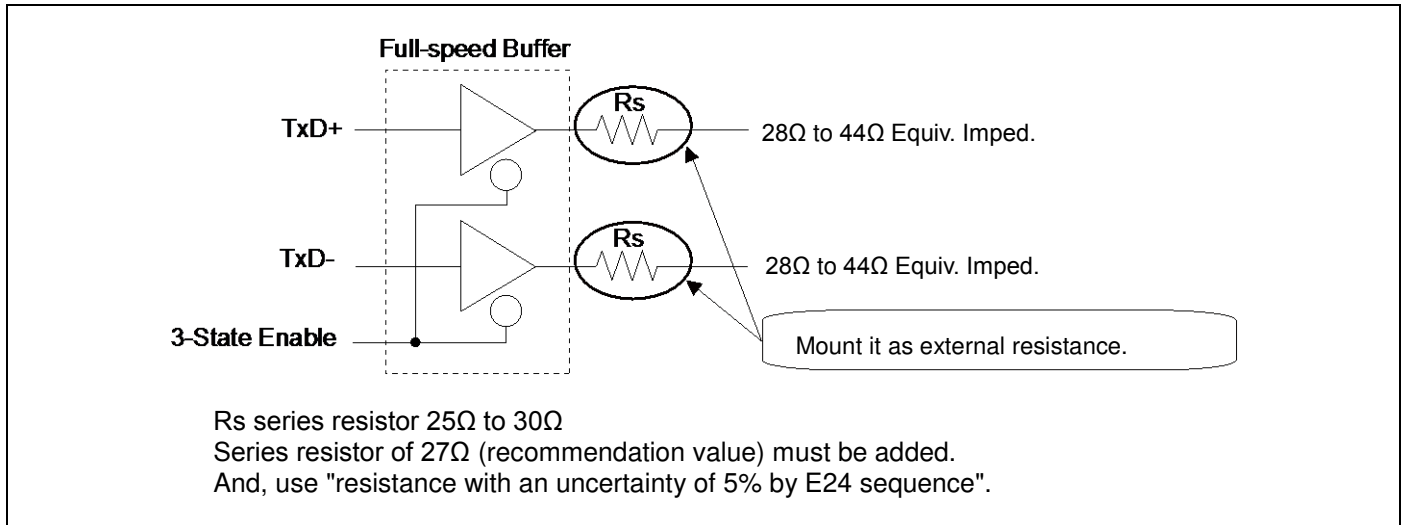 Full-speed Buffer
TxD+
Rs
28Ω to 44Ω Equiv. Imped.
TxD-
Rs
28Ω to 44Ω Equiv. Imped.
3-State Enable
Mount it as external resistance.
Rs series resistor 25Ω to 30Ω
Series resistor of 27Ω (recommendation value) must be added.
And, use "resistance with an uncertainty of 5% by E24 sequence".